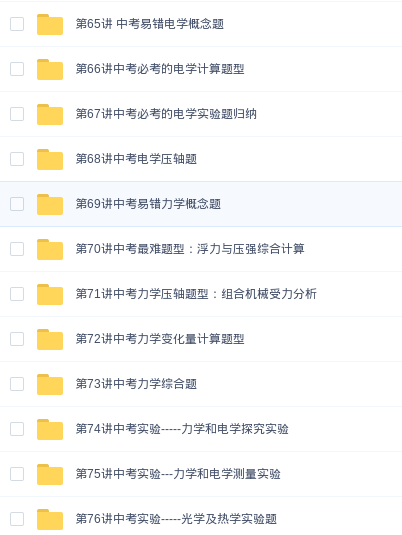 第65讲 中考易错电学概念题
第66讲中考必考的电学计算题型
第67讲中考必考的电学实验题归纳
第68讲中考电学压轴题
第69讲中考易错力学概念题
第70讲中考最难题型：浮力与压强综合计算
第71讲中考力学压轴题型：组合机械受力分析
第72讲中考力学变化量计算题型
第73讲中考力学综合题
第74讲中考实验-----力学和电学探究实验
第75讲中考实验---力学和电学测量实验
第76讲中考实验-----光学及热学实验题